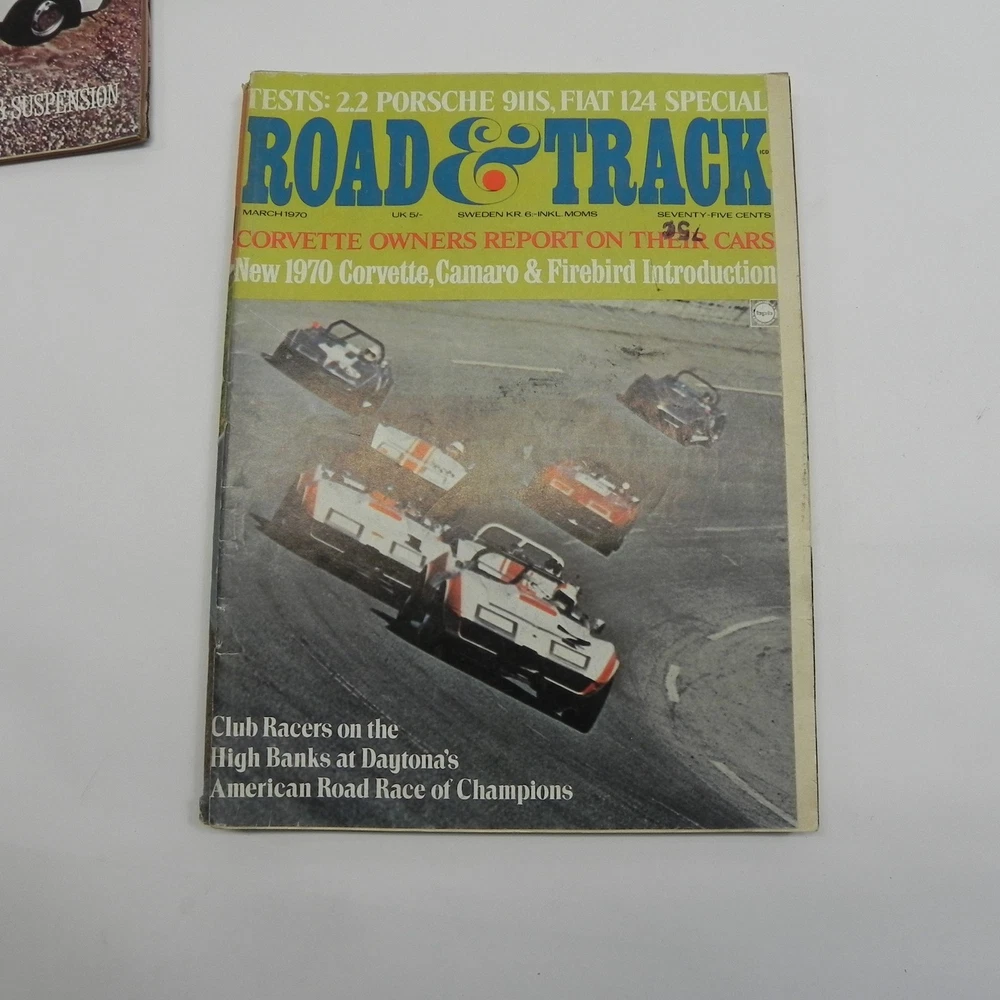 SUSPENSION
TESTS: 2.2 PORSCHE 911S, FIAT 124 SPECIAL
ROAD & TRACK
MARCH 1970 UK 5/- SWEDEN KR. 6:-INKL. MOMS SEVENTY-FIVE CENTS
75¢
CORVETTE OWNERS REPORT ON THEIR CARS
New 1970 Corvette, Camaro & Firebird Introduction
Club Racers on the
High Banks at Daytona's
American Road Race of Champions